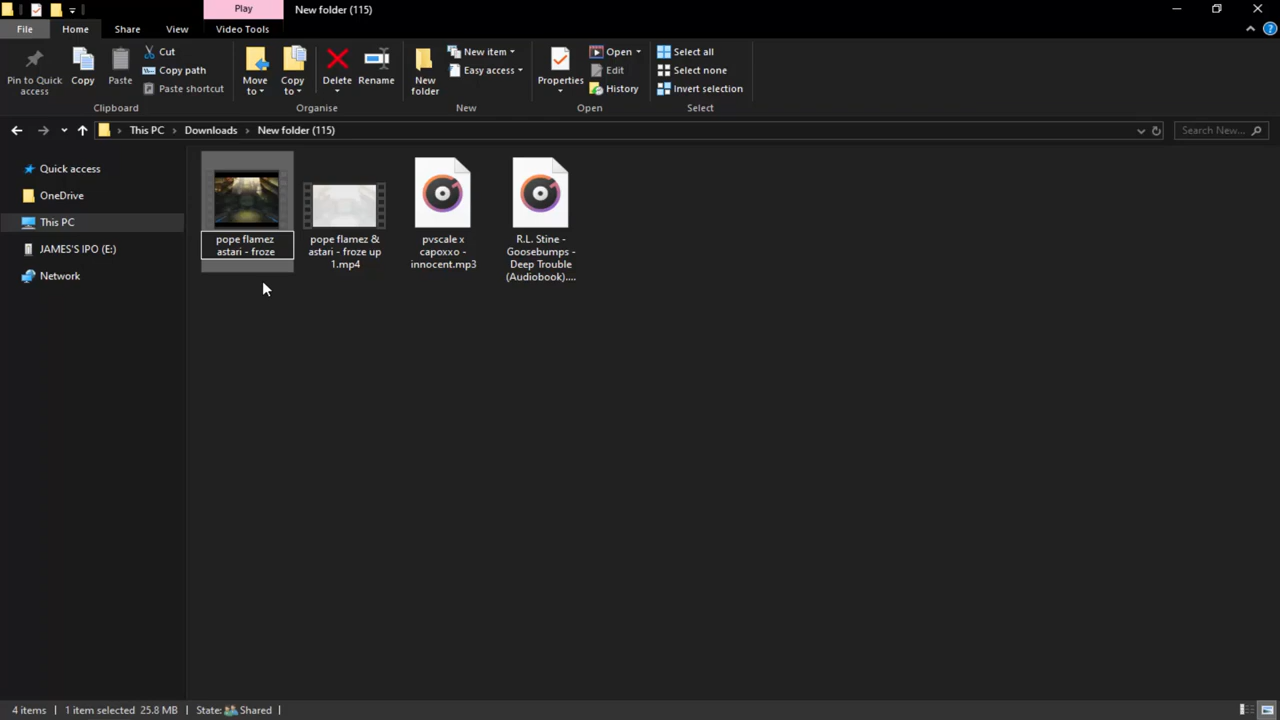 Play
New folder (115)
File
Home
Share
View
Video Tools
Pin to Quick
access
Copy
Paste
Cut
Copy path
Paste shortcut
Clipboard
Move
to
Copy
to
Delete
Rename
Organise
New
folder
New item
Easy access
New
Properties
Open
Edit
History
Open
Select all
Select none
Invert selection
Select
This PC
Downloads
New folder (115)
Search New...
Quick access
OneDrive
This PC
JAMES'S IPO (E:)
Network
pope flamez
astari - froze
pope flamez &
astari - froze up
1.mp4
pvscale x
capoxxo -
innocent.mp3
R.L. Stine -
Goosebumps -
Deep Trouble
(Audiobook)....
4 items
1 item selected 25.8 MB
State:
Shared